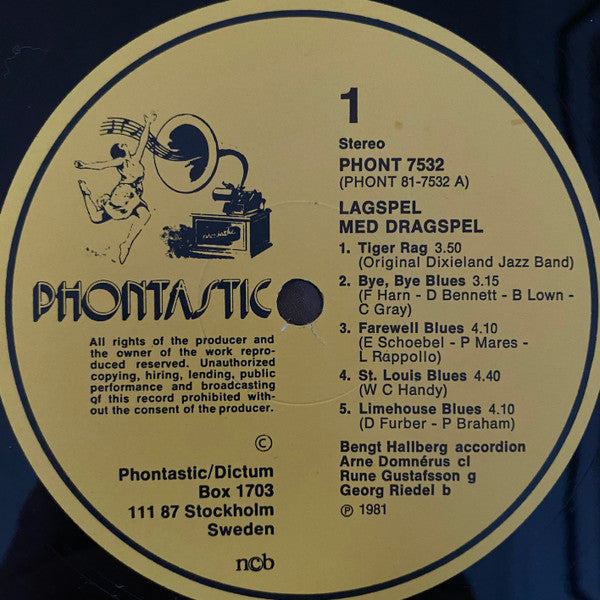 1
Stereo
PHONT 7532
(PHONT 81-7532 A)
LAGSPEL
MED DRAGSPEL
1. Tiger Rag 3.50
(Original Dixieland Jazz Band)
2. Bye, Bye Blues 3.15
(F Harn - D Bennett - B Lown -
C Gray)
3. Farewell Blues 4.10
(E Schoebel - P Mares -
L Rappollo)
4. St. Louis Blues 4.40
(W C Handy)
5. Limehouse Blues 4.10
(D Furber - P Braham)
Bengt Hallberg accordion
Arne Domnérus cl
Rune Gustafsson g
Georg Riedel b
℗ 1981
PHONTASTIC
All rights of the producer and
the owner of the work repro-
duced reserved. Unauthorized
copying, hiring, lending, public
performance and broadcasting
of this record prohibited with-
out the consent of the producer.
©
Phontastic/Dictum
Box 1703
111 87 Stockholm
Sweden
ncb